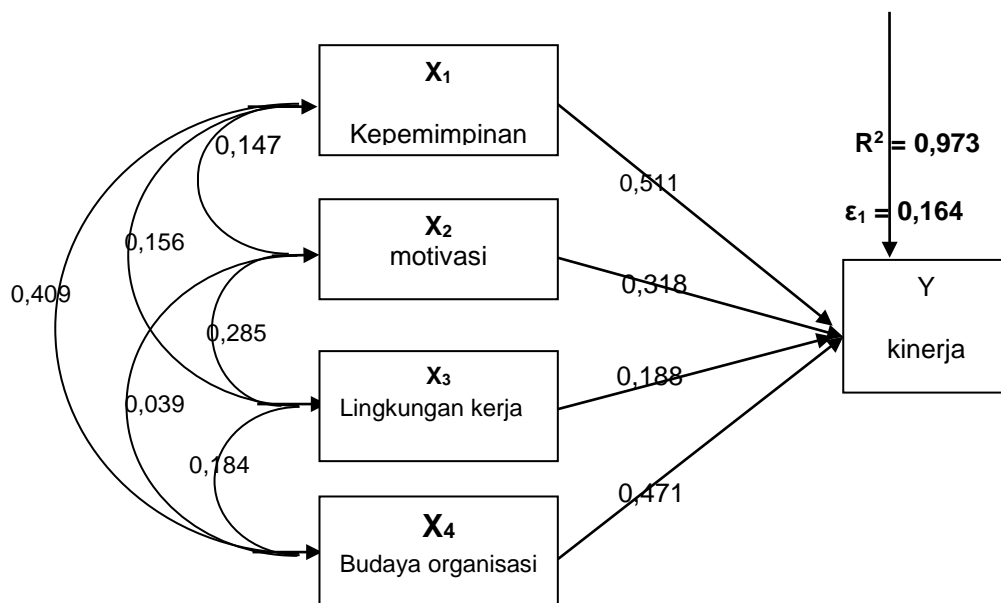 X₁
Kepemimpinan
0,147
0,511
R² = 0,973
ε₁ = 0,164
X₂
motivasi
0,156
0,318
Y
kinerja
0,409
0,285
X₃
Lingkungan kerja
0,188
0,039
0,184
0,471
X₄
Budaya organisasi